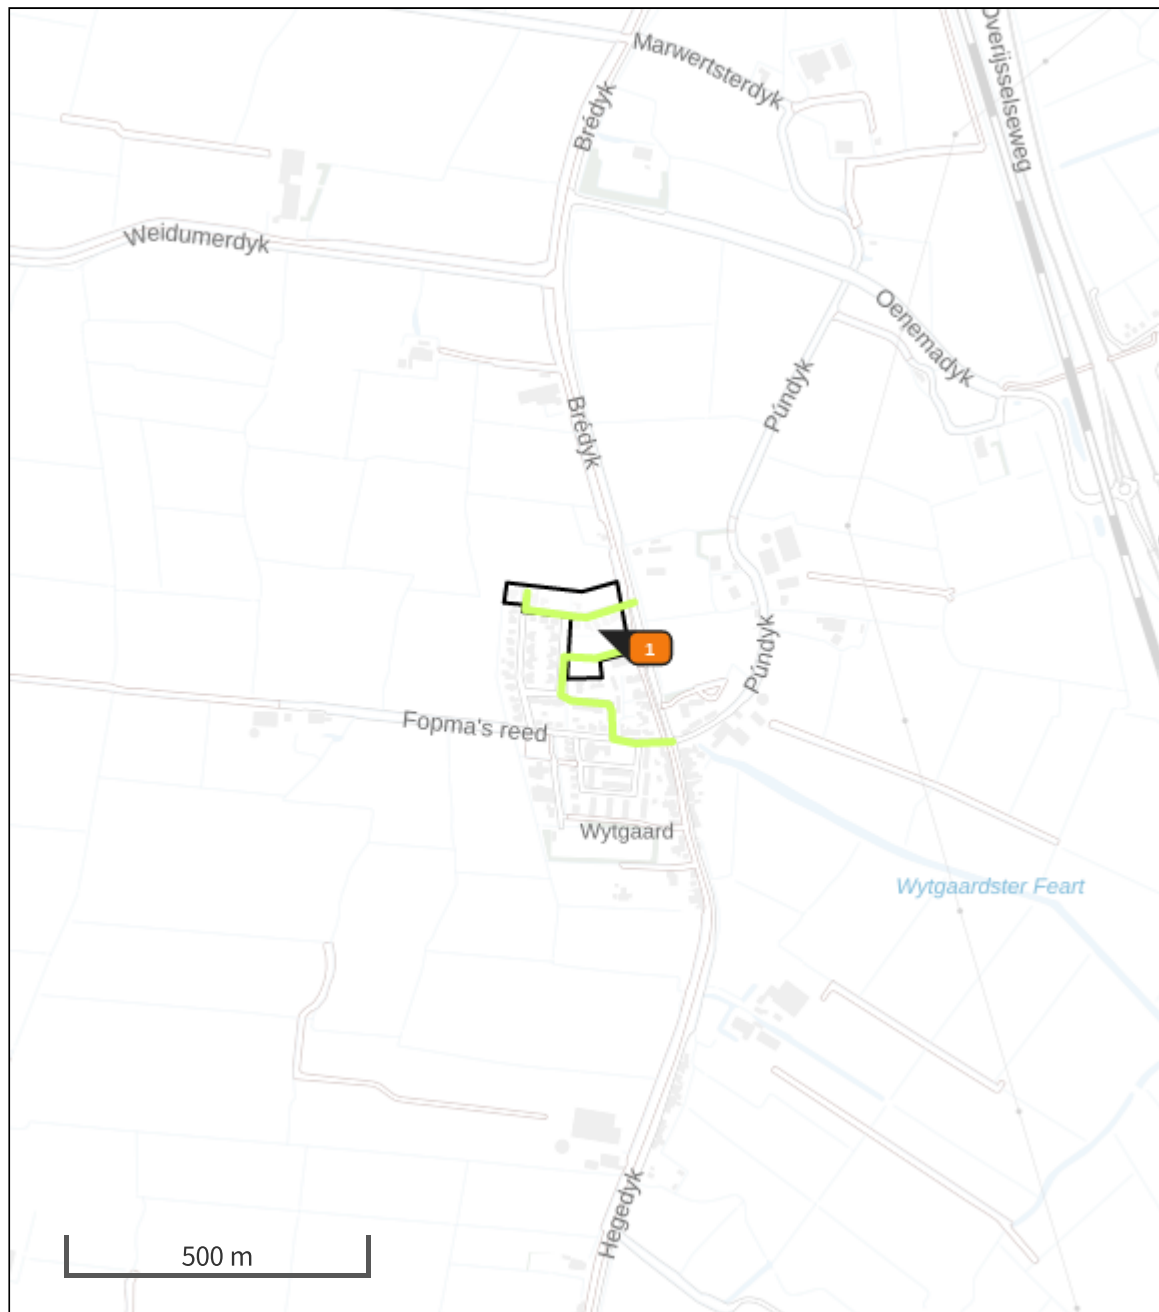 Marwertsterdyk
Overijsselseweg
Brédyk
Weidumerdyk
Oenemadyk
Púndyk
Brédyk
1
Púndyk
Fopma's reed
Wytgaard
Wytgaardster Feart
Hegedyk
500 m